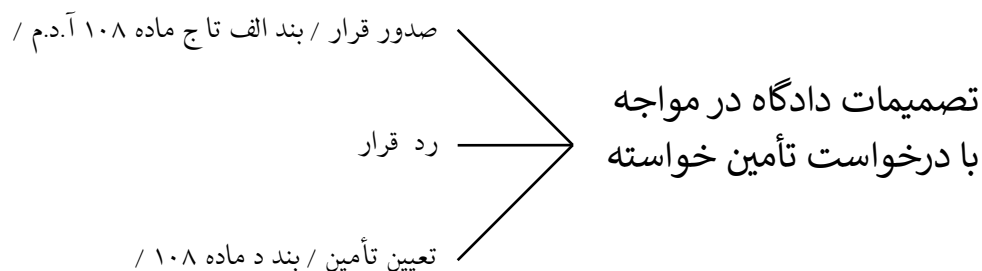 تصمیمات دادگاه در مواجه
با درخواست تأمین خواسته
صدور قرار / بند الف تا ج ماده ۱۰۸ آ.د.م /
رد قرار
تعیین تأمین / بند د ماده ۱۰۸ /